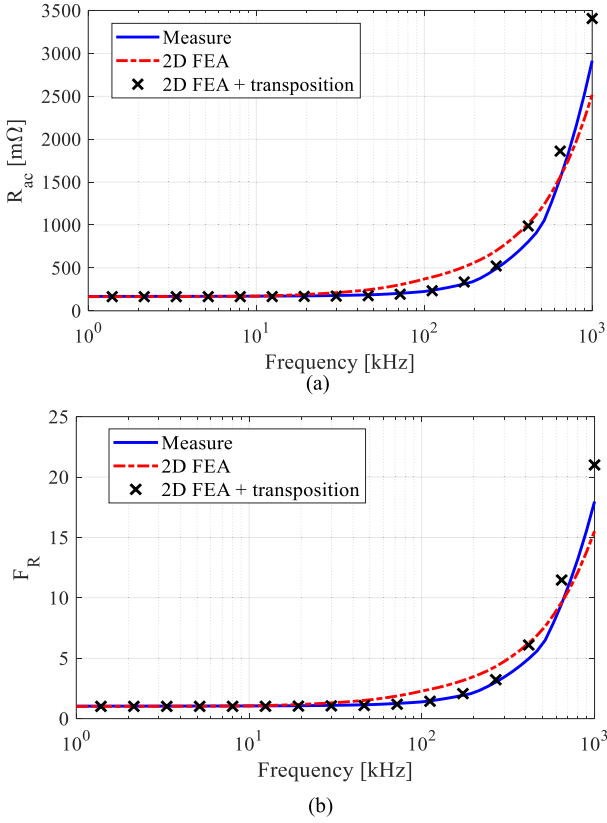 3500
3000
2500
2000
1500
1000
500
0
R_ac [mΩ]
Measure
2D FEA
2D FEA + transposition
10^0
10^1
10^2
10^3
Frequency [kHz]
(a)
25
20
15
10
5
0
F_R
Measure
2D FEA
2D FEA + transposition
10^0
10^1
10^2
10^3
Frequency [kHz]
(b)